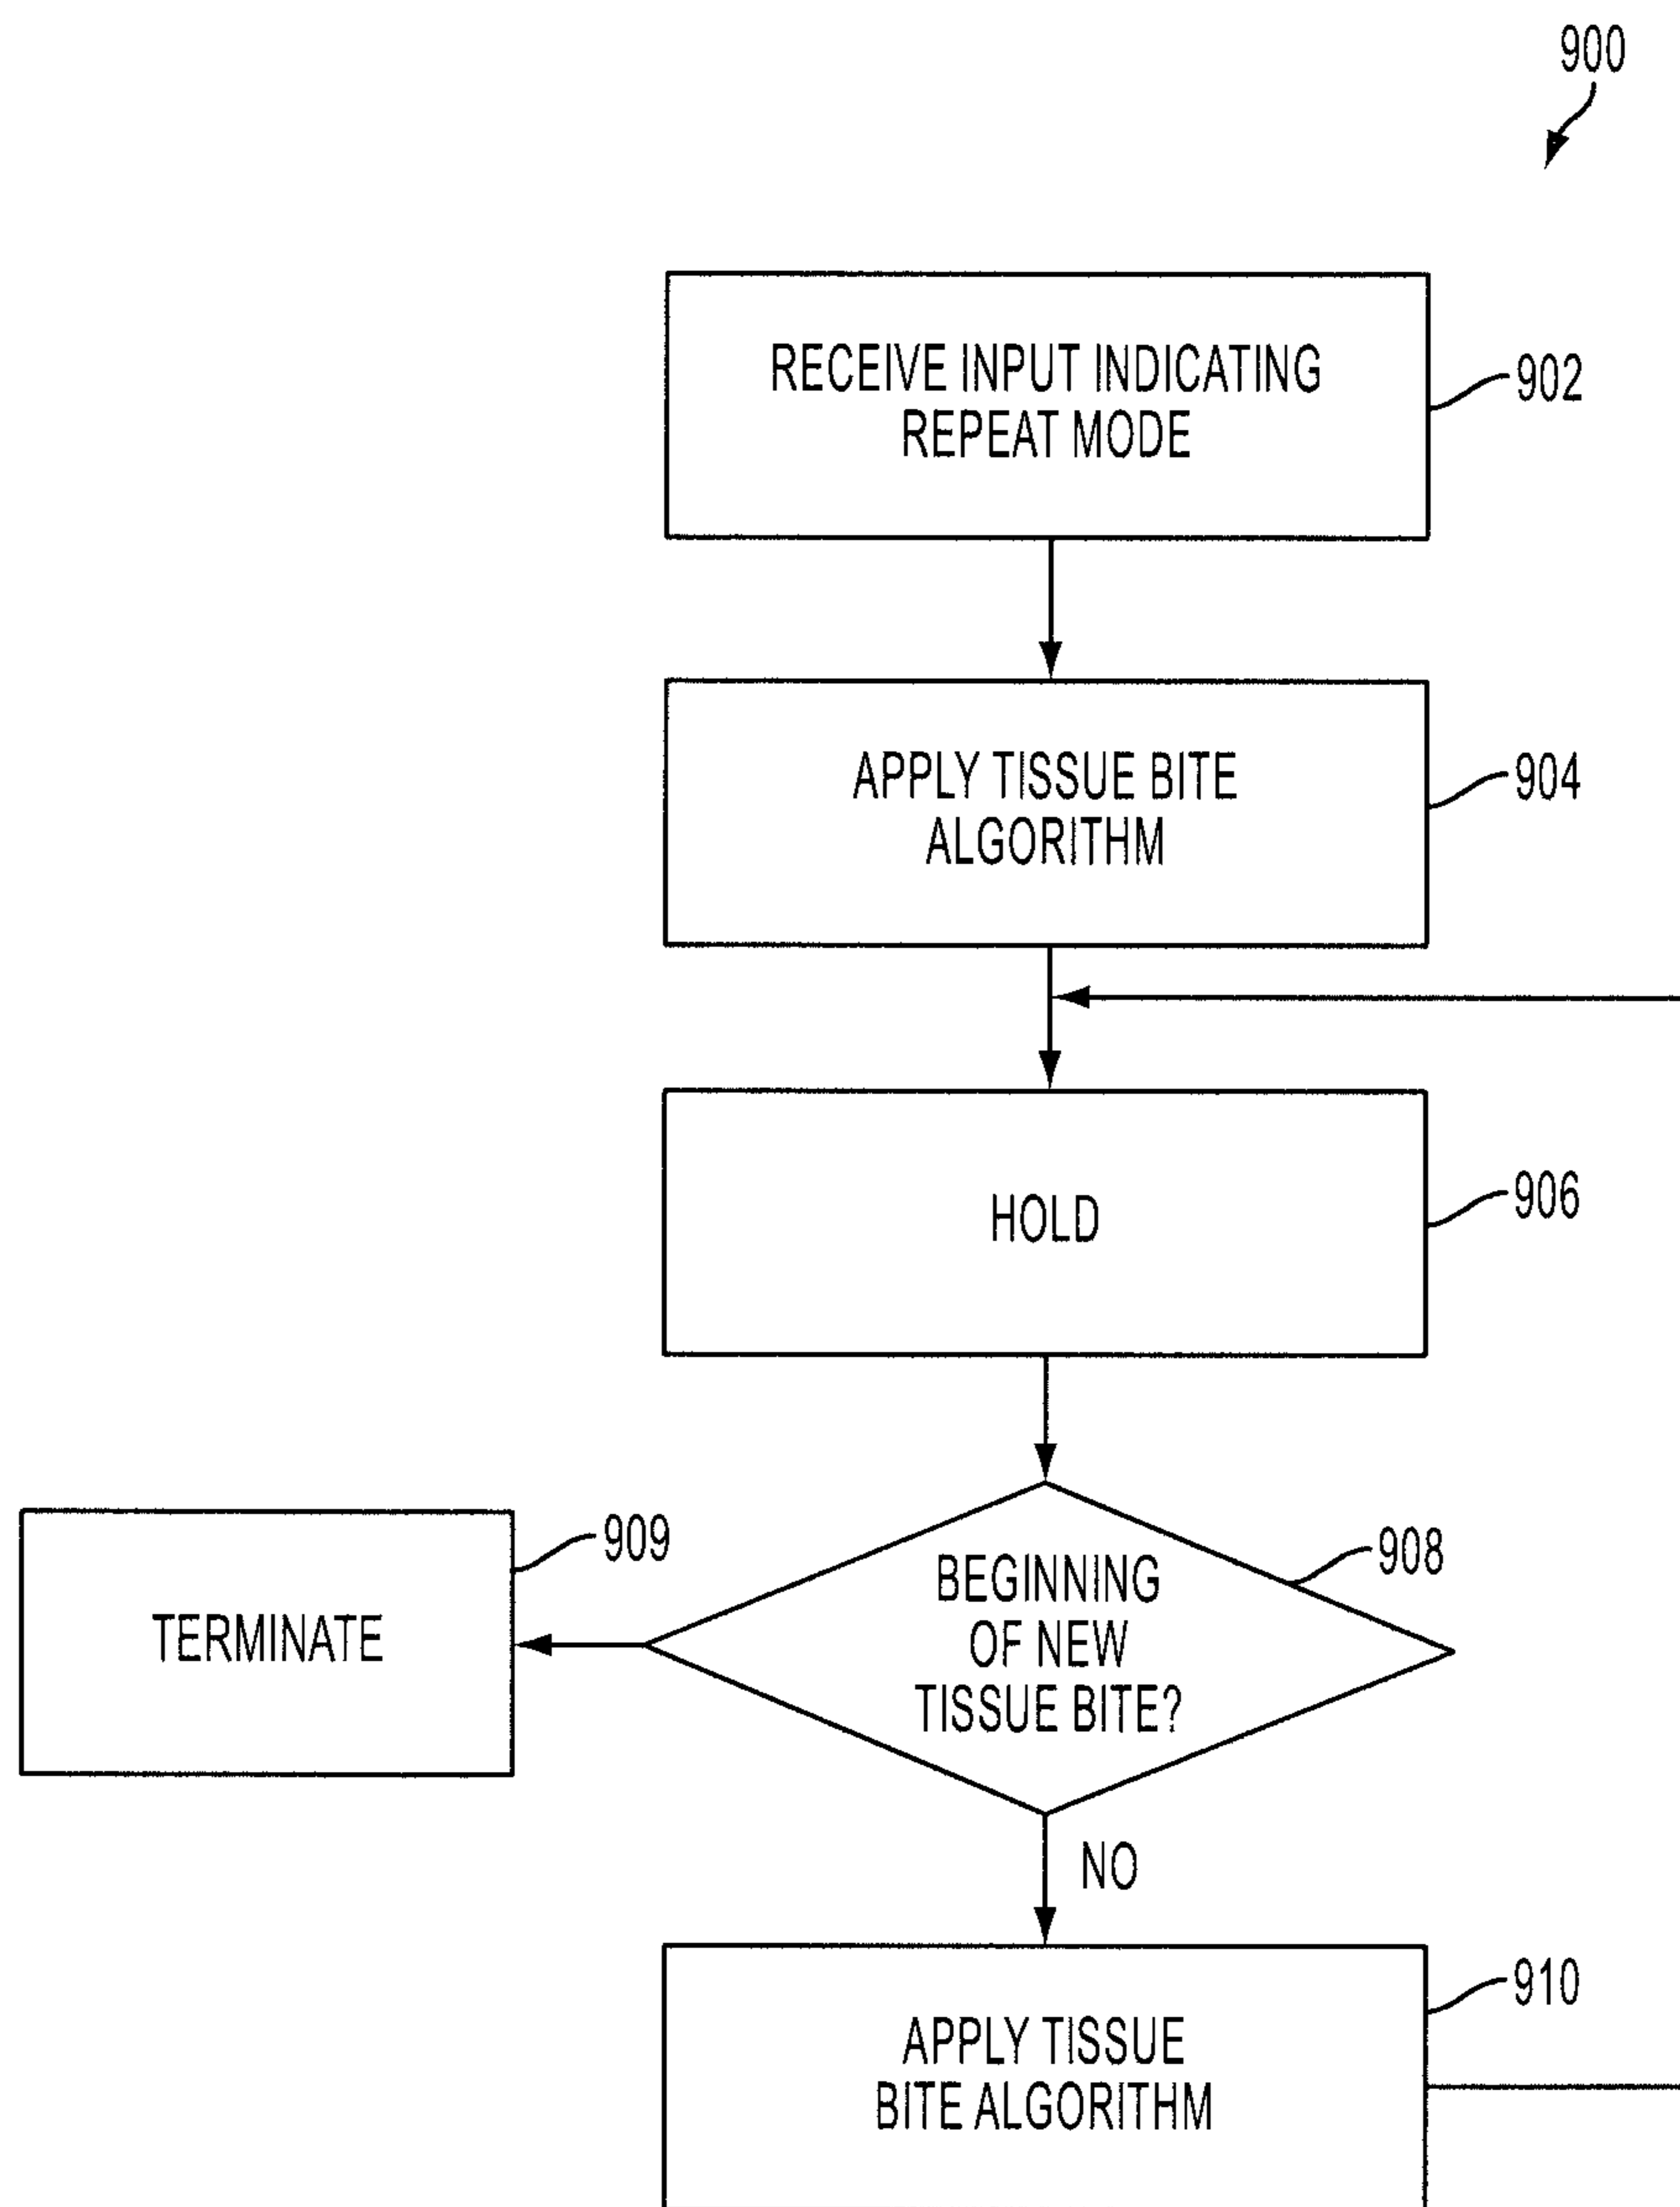 900
RECEIVE INPUT INDICATING
REPEAT MODE
902
APPLY TISSUE BITE
ALGORITHM
904
HOLD
906
TERMINATE
909
BEGINNING
OF NEW
TISSUE BITE?
908
NO
APPLY TISSUE
BITE ALGORITHM
910